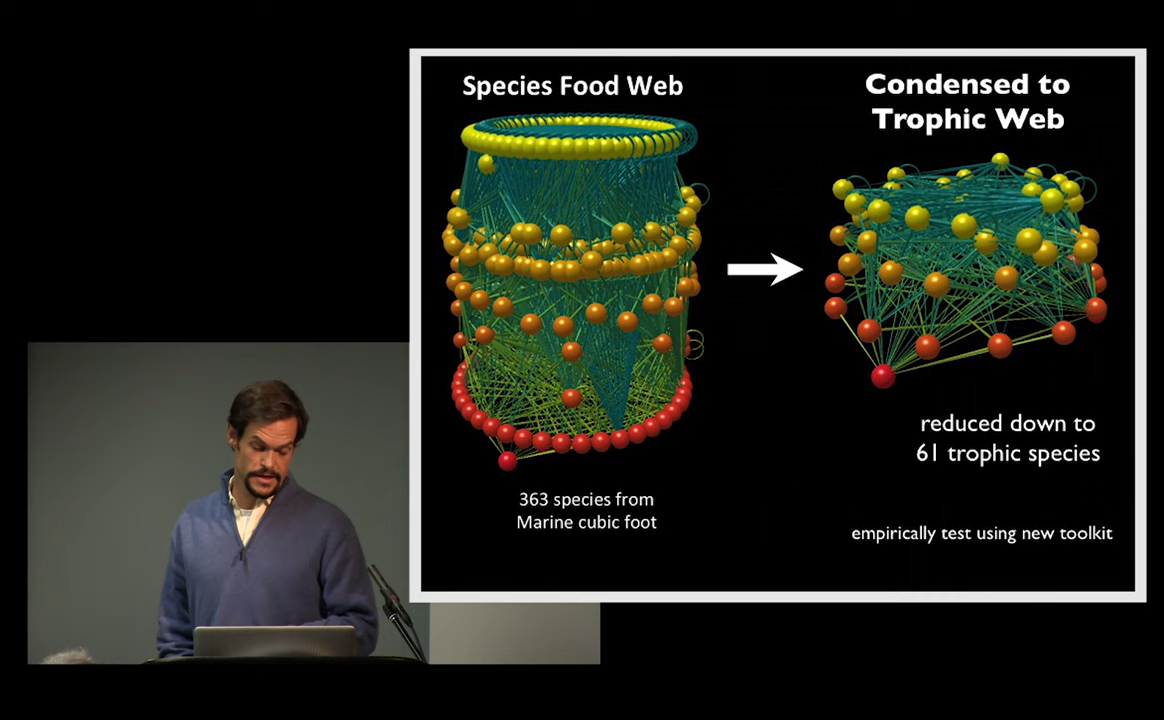 Species Food Web
363 species from
Marine cubic foot
Condensed to
Trophic Web
reduced down to
61 trophic species
empirically test using new toolkit